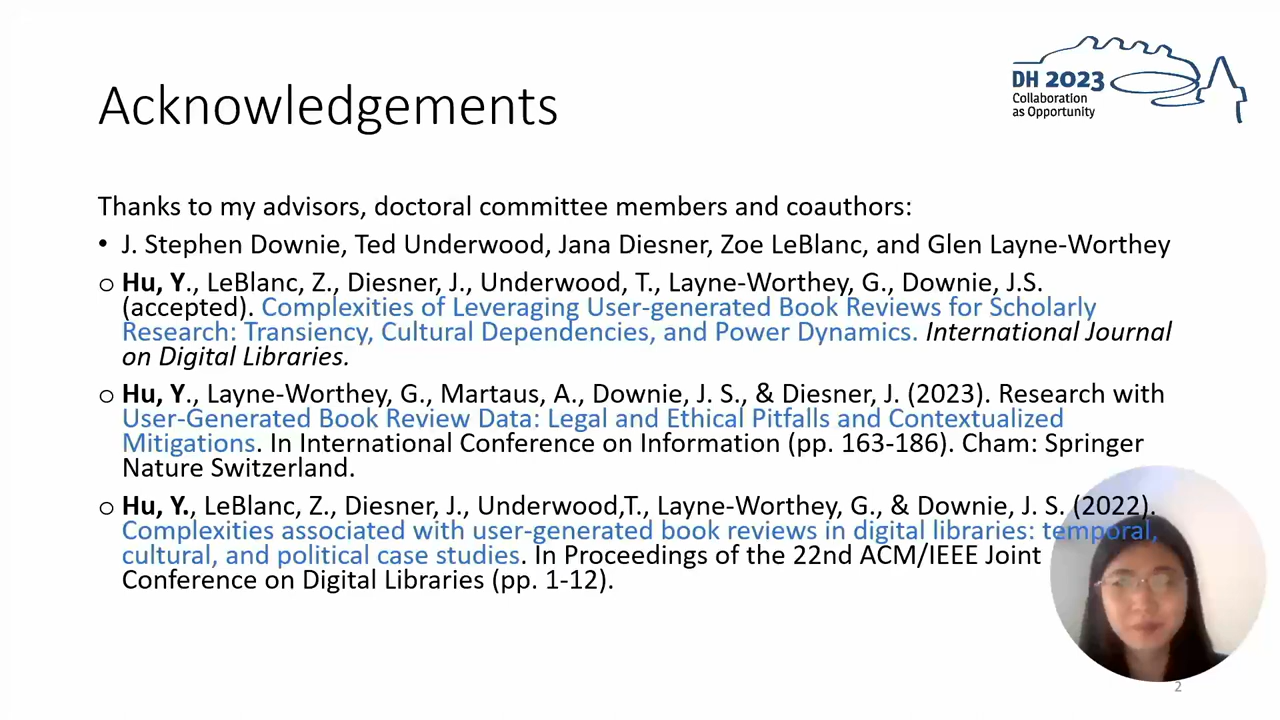 Acknowledgements
DH 2023
Collaboration
as Opportunity
Thanks to my advisors, doctoral committee members and coauthors:
• J. Stephen Downie, Ted Underwood, Jana Diesner, Zoe LeBlanc, and Glen Layne-Worthey
o Hu, Y., LeBlanc, Z., Diesner, J., Underwood, T., Layne-Worthey, G., Downie, J.S.
(accepted). Complexities of Leveraging User-generated Book Reviews for Scholarly
Research: Transiency, Cultural Dependencies, and Power Dynamics. International Journal
on Digital Libraries.
o Hu, Y., Layne-Worthey, G., Martaus, A., Downie, J. S., & Diesner, J. (2023). Research with
User-Generated Book Review Data: Legal and Ethical Pitfalls and Contextualized
Mitigations. In International Conference on Information (pp. 163-186). Cham: Springer
Nature Switzerland.
o Hu, Y., LeBlanc, Z., Diesner, J., Underwood,T., Layne-Worthey, G., & Downie, J. S. (2022).
Complexities associated with user-generated book reviews in digital libraries: temporal,
cultural, and political case studies. In Proceedings of the 22nd ACM/IEEE Joint
Conference on Digital Libraries (pp. 1-12).
2